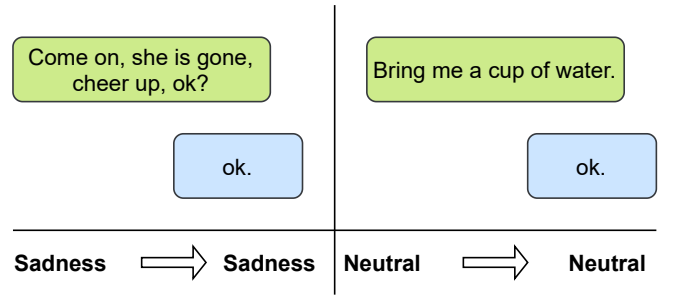 Come on, she is gone,
cheer up, ok?
ok.
Sadness Sadness
Bring me a cup of water.
ok.
Neutral Neutral